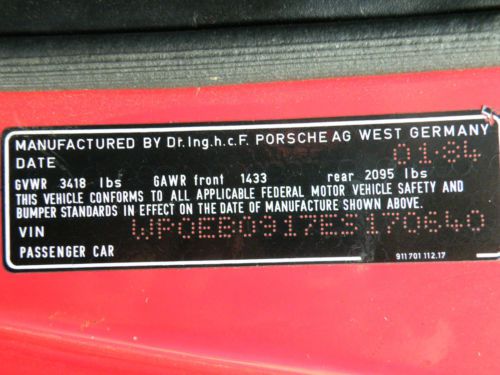 MANUFACTURED BY Dr.Ing.h.c.F. PORSCHE AG WEST GERMANY
DATE 01·84
GVWR 3418 lbs GAWR front 1433 rear 2095 lbs
THIS VEHICLE CONFORMS TO ALL APPLICABLE FEDERAL MOTOR VEHICLE SAFETY AND
BUMPER STANDARDS IN EFFECT ON THE DATE OF MANUFACTURE SHOWN ABOVE.
VIN WP0EB0917ES170640
PASSENGER CAR 911 701 112.17